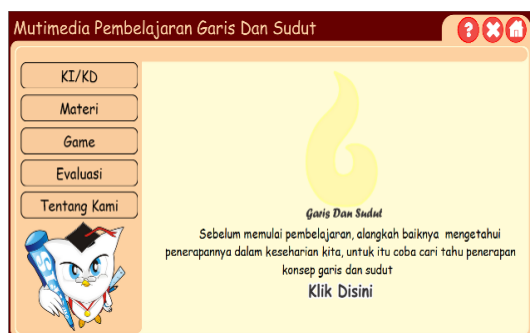 Mutimedia Pembelajaran Garis Dan Sudut
?
KI/KD
Materi
Game
Evaluasi
Tentang Kami
Garis Dan Sudut
Sebelum memulai pembelajaran, alangkah baiknya mengetahui
penerapannya dalam keseharian kita, untuk itu coba cari tahu penerapan
konsep garis dan sudut
Klik Disini